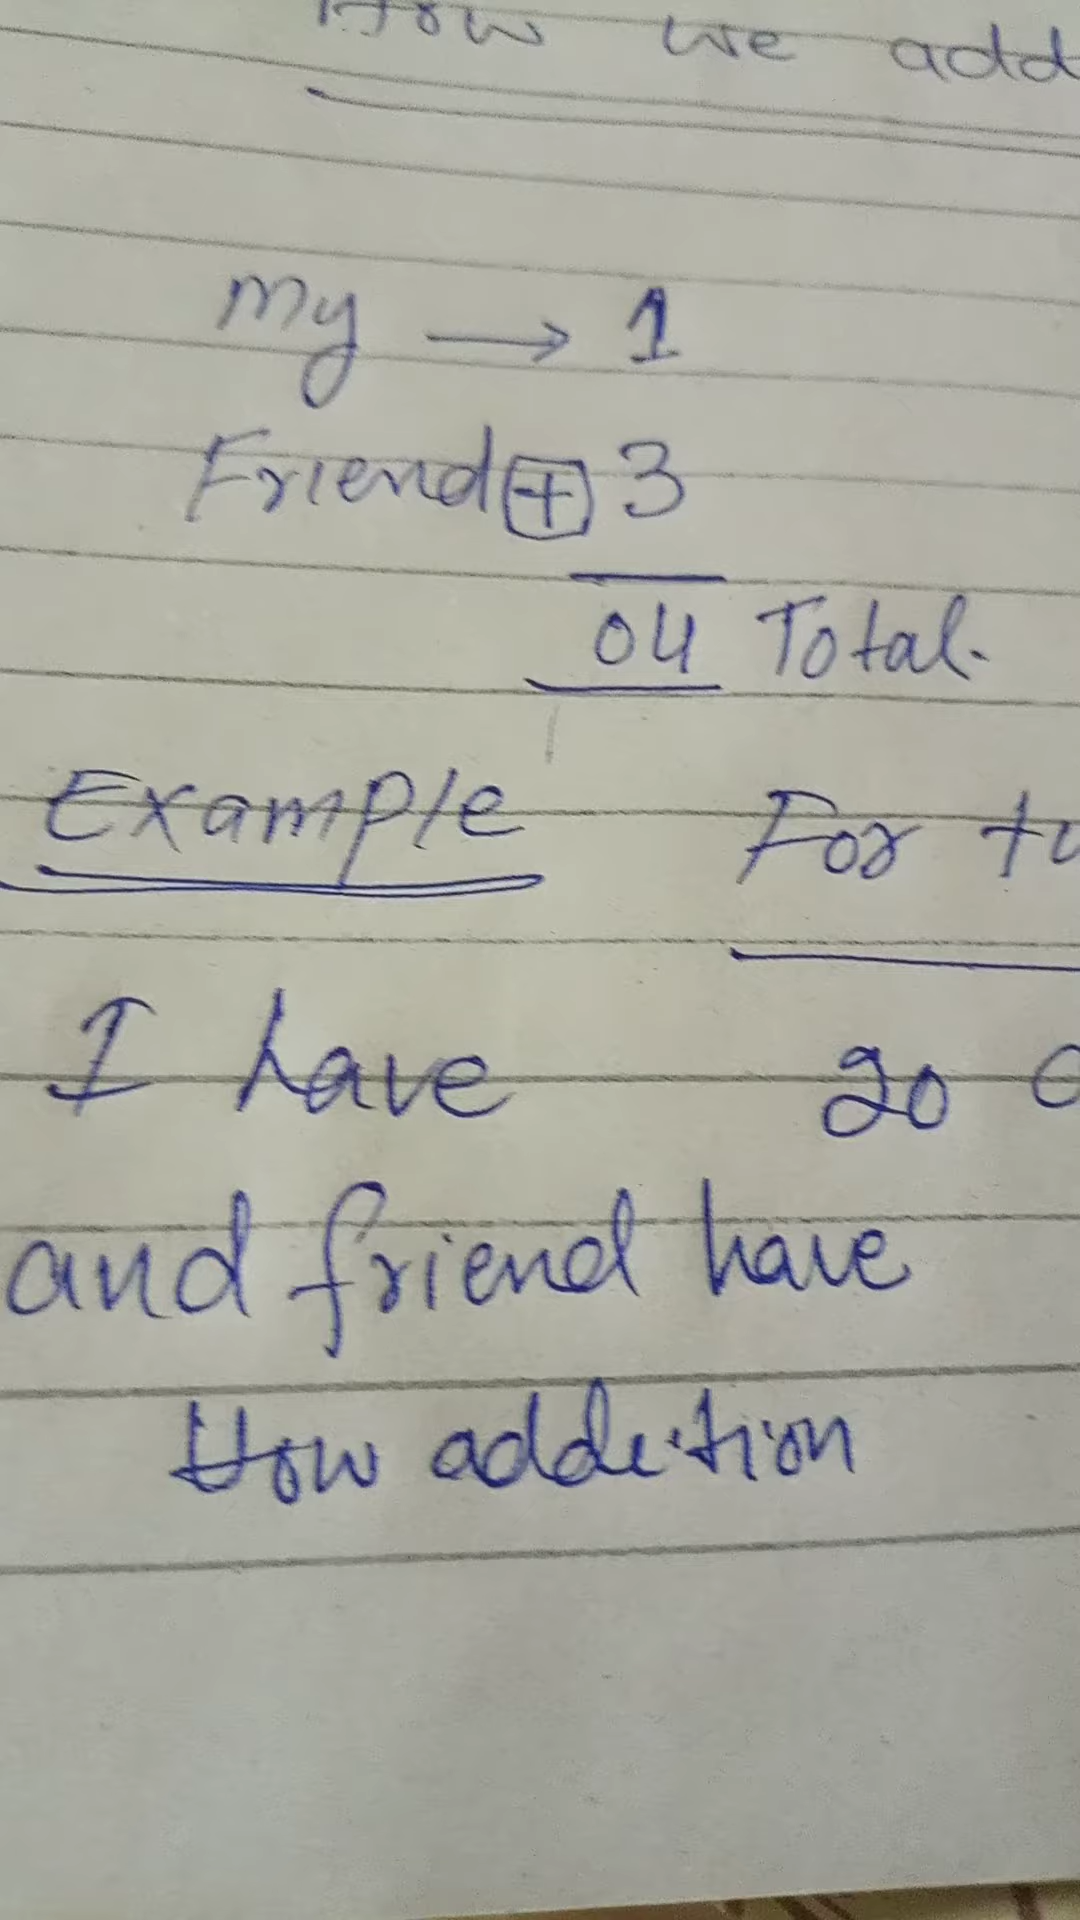 How we add
My → 1
Friend + 3
04 Total.
Example For
I have 20
and friend have
How addition